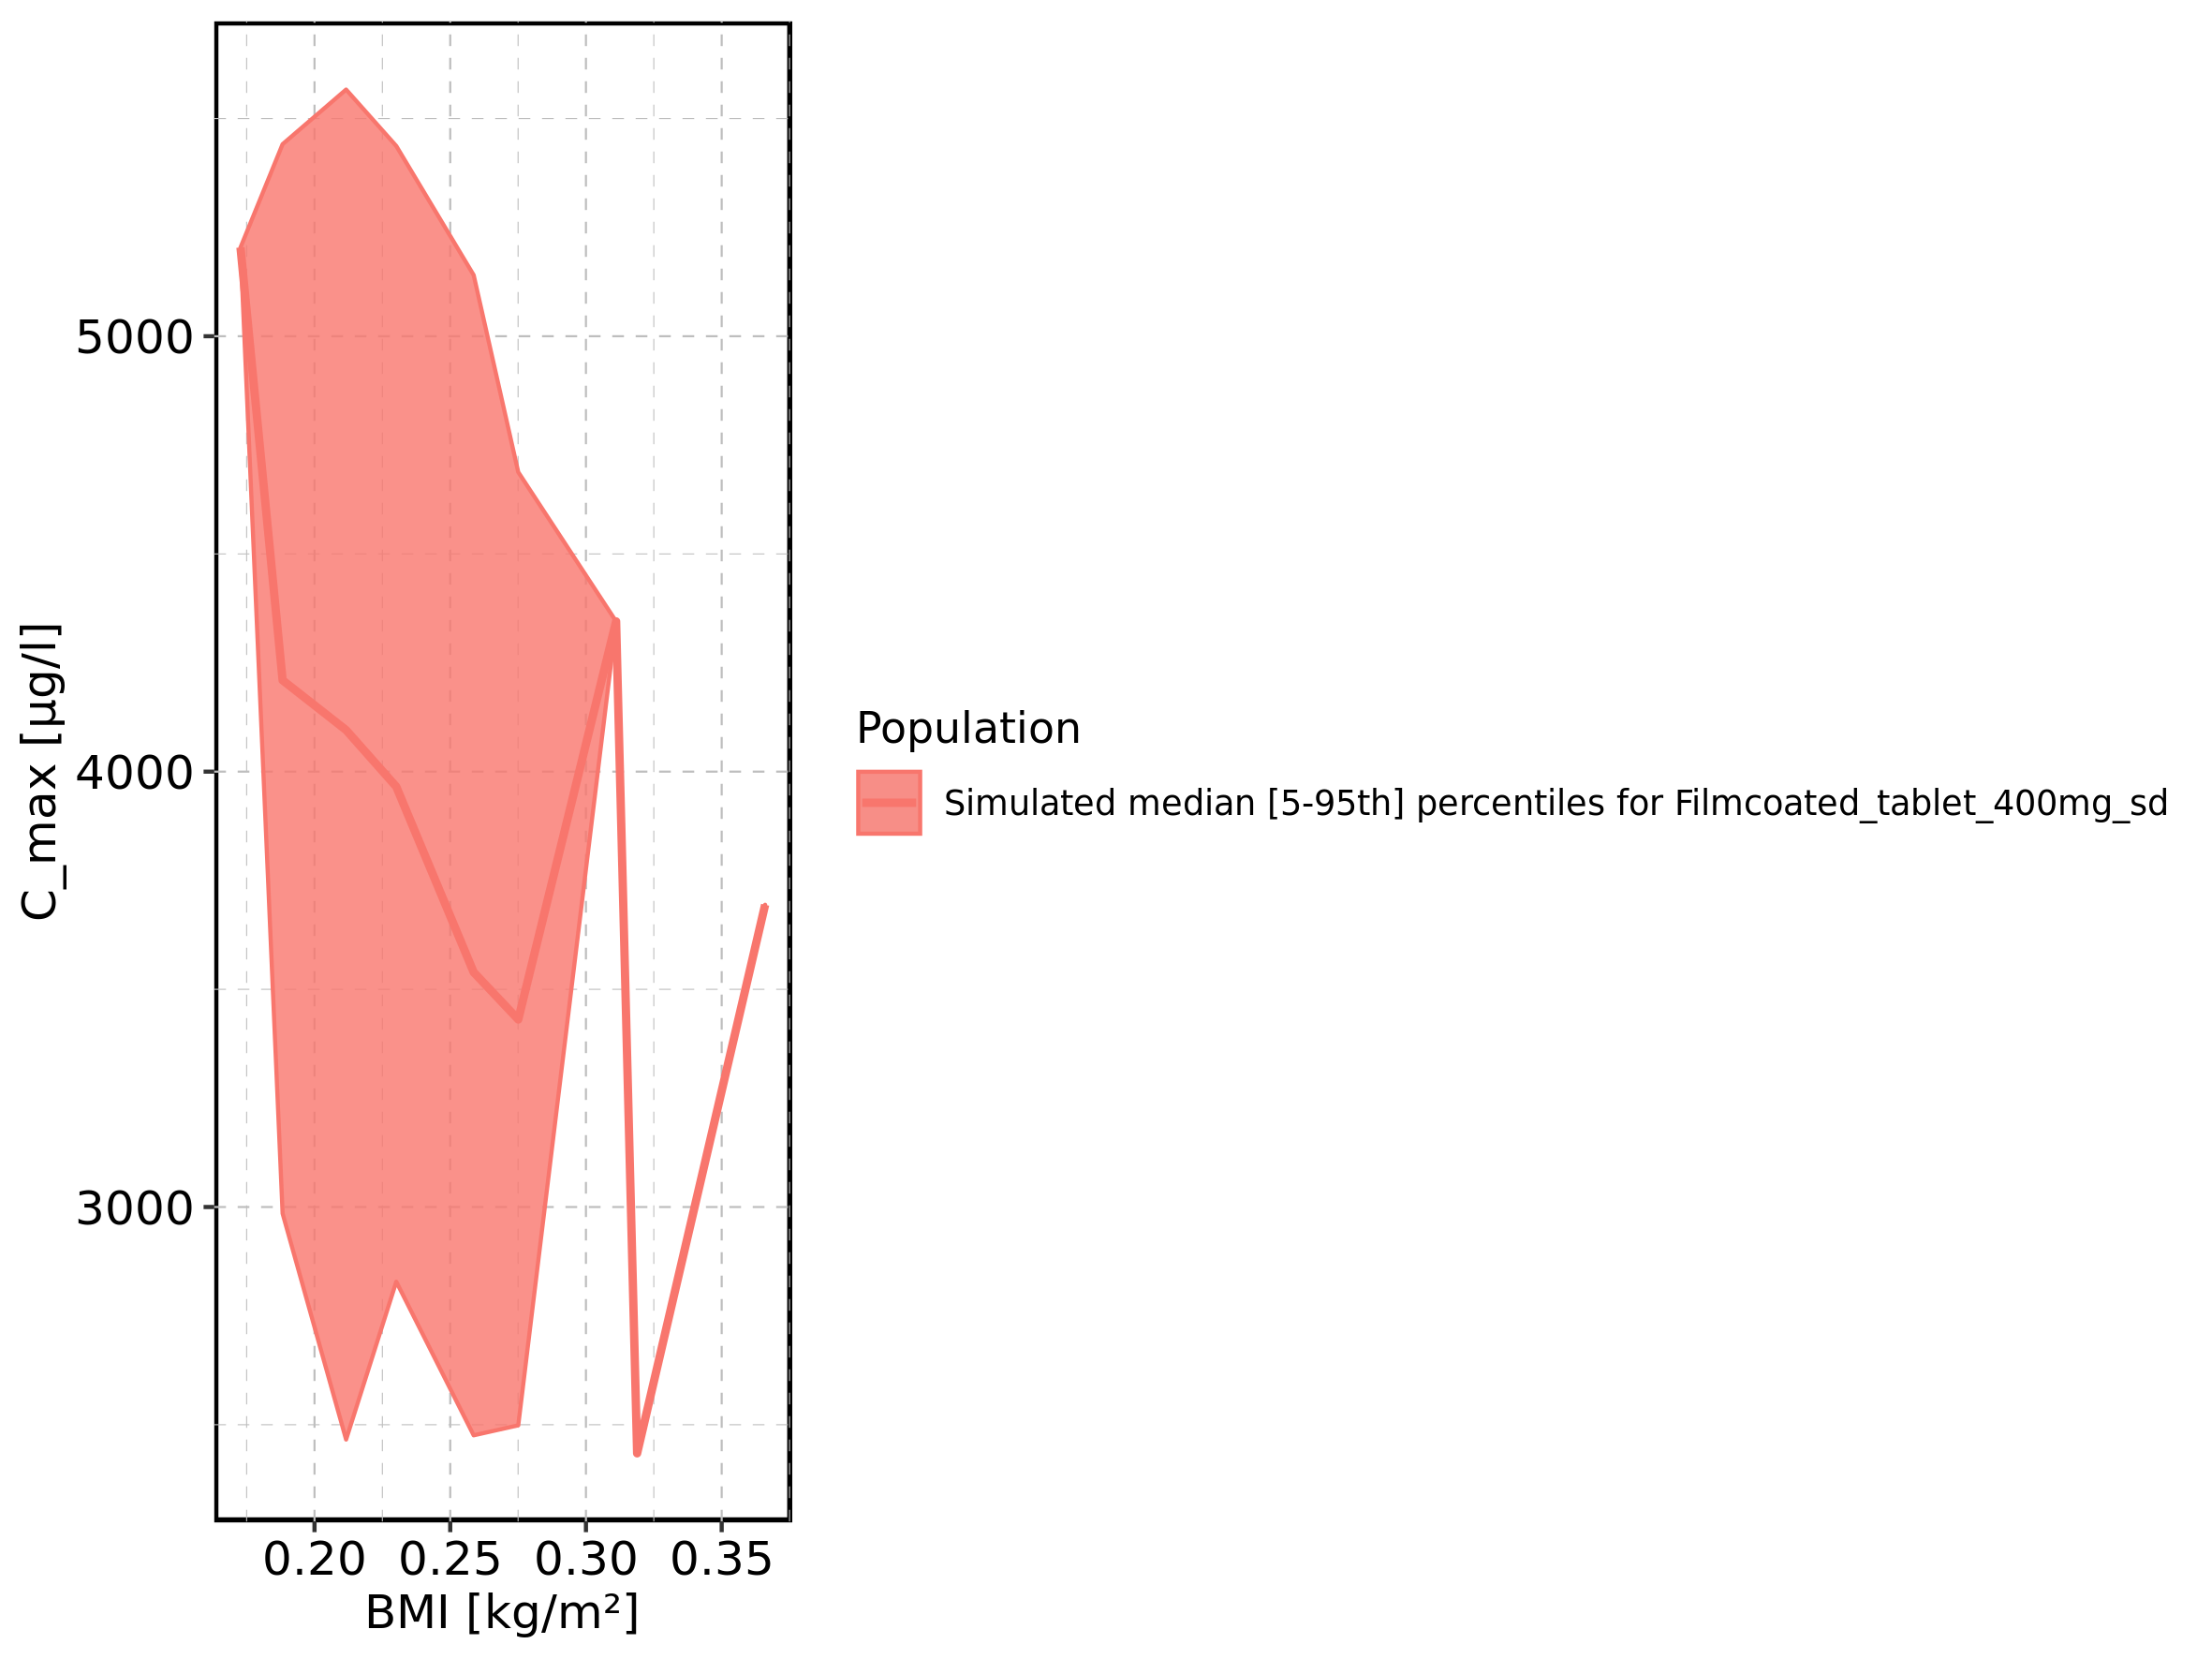 5000
4000
3000
C_max [µg/l]
0.20 0.25 0.30 0.35
BMI [kg/m²]
Population
Simulated median [5-95th] percentiles for Filmcoated_tablet_400mg_sd